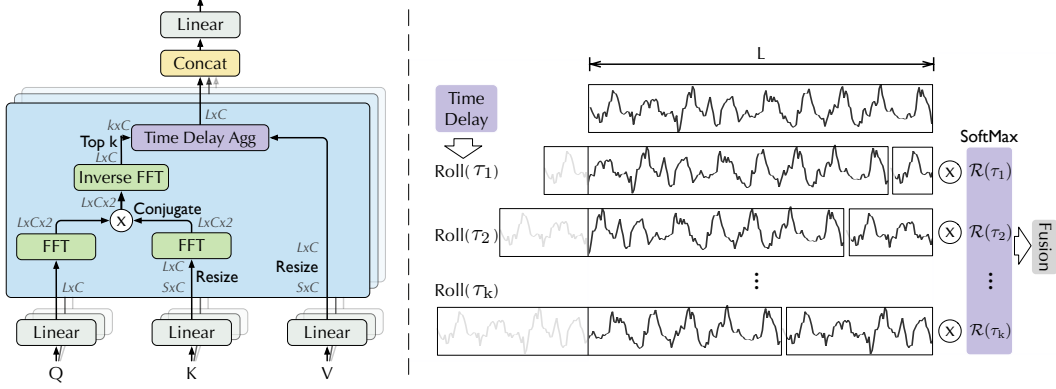 Linear
Concat
LxC
kxC
Time Delay Agg
Top k
LxC
Inverse FFT
LxCx2
Conjugate
LxCx2
X
LxCx2
FFT
FFT
LxC
LxC
Resize
SxC
LxC
Resize
SxC
Linear
Linear
Linear
Q
K
V
L
Time
Delay
SoftMax
Roll(τ₁)
X
R(τ₁)
Roll(τ₂)
X
R(τ₂)
Fusion
⋮
⋮
Roll(τₖ)
X
R(τₖ)